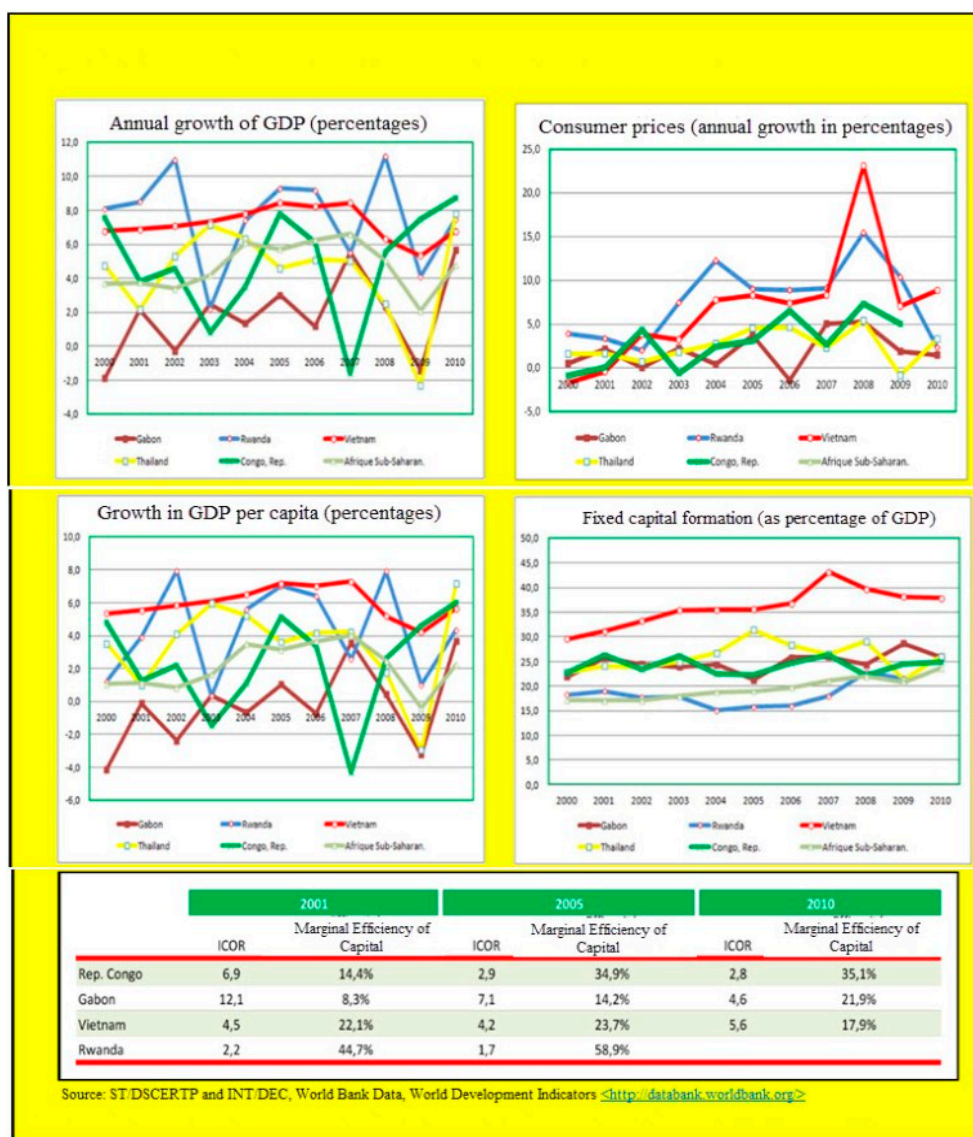 Annual growth of GDP (percentages)
12,0
10,0
8,0
6,0
4,0
2,0
0,0
-2,0
-4,0
2000 2001 2002 2003 2004 2005 2006 2007 2008 2009 2010
Gabon Rwanda Vietnam
Thailand Congo, Rep. Afrique Sub-Saharan.
Consumer prices (annual growth in percentages)
25,0
20,0
15,0
10,0
5,0
0,0
-5,0
2000 2001 2002 2003 2004 2005 2006 2007 2008 2009 2010
Gabon Rwanda Vietnam
Thailand Congo, Rep. Afrique Sub-Saharan.
Growth in GDP per capita (percentages)
10,0
8,0
6,0
4,0
2,0
0,0
-2,0
-4,0
-6,0
2000 2001 2002 2003 2004 2005 2006 2007 2008 2009 2010
Gabon Rwanda Vietnam
Thailand Congo, Rep. Afrique Sub-Saharan.
Fixed capital formation (as percentage of GDP)
50,0
45,0
40,0
35,0
30,0
25,0
20,0
15,0
10,0
5,0
0,0
2000 2001 2002 2003 2004 2005 2006 2007 2008 2009 2010
Gabon Rwanda Vietnam
Thailand Congo, Rep. Afrique Sub-Saharan.
2001 2005 2010
Marginal Efficiency of Marginal Efficiency of Marginal Efficiency of
ICOR Capital ICOR Capital ICOR Capital
Rep. Congo 6,9 14,4% 2,9 34,9% 2,8 35,1%
Gabon 12,1 8,3% 7,1 14,2% 4,6 21,9%
Vietnam 4,5 22,1% 4,2 23,7% 5,6 17,9%
Rwanda 2,2 44,7% 1,7 58,9%
Source: ST/DSCERTP and INT/DEC, World Bank Data, World Development Indicators <http://databank.worldbank.org/>